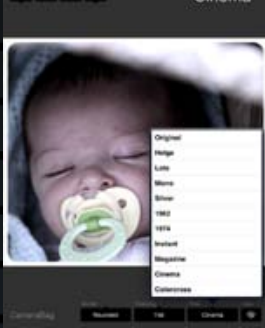 Cinema
Original
Helga
Lolo
Mono
Silver
1962
1974
Instant
Magazine
Cinema
Colorcross
CameraBag
Cinema